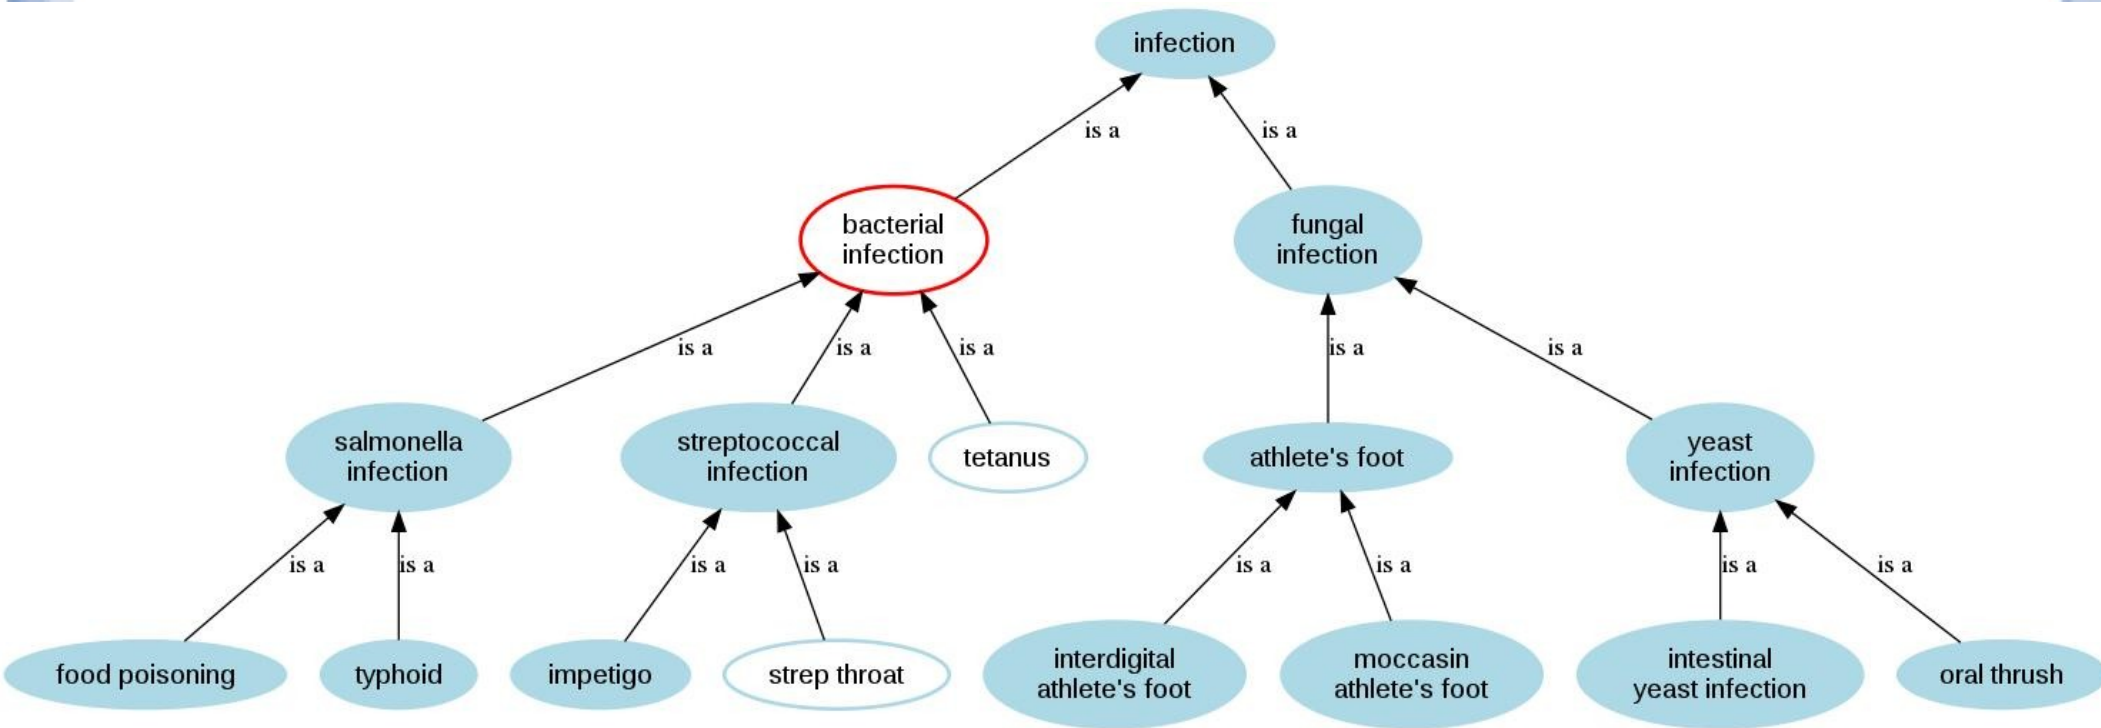 infection
is a
is a
bacterial
infection
fungal
infection
is a
is a
is a
is a
is a
salmonella
infection
streptococcal
infection
tetanus
athlete's foot
yeast
infection
is a
is a
is a
is a
is a
is a
is a
is a
food poisoning
typhoid
impetigo
strep throat
interdigital
athlete's foot
moccasin
athlete's foot
intestinal
yeast infection
oral thrush